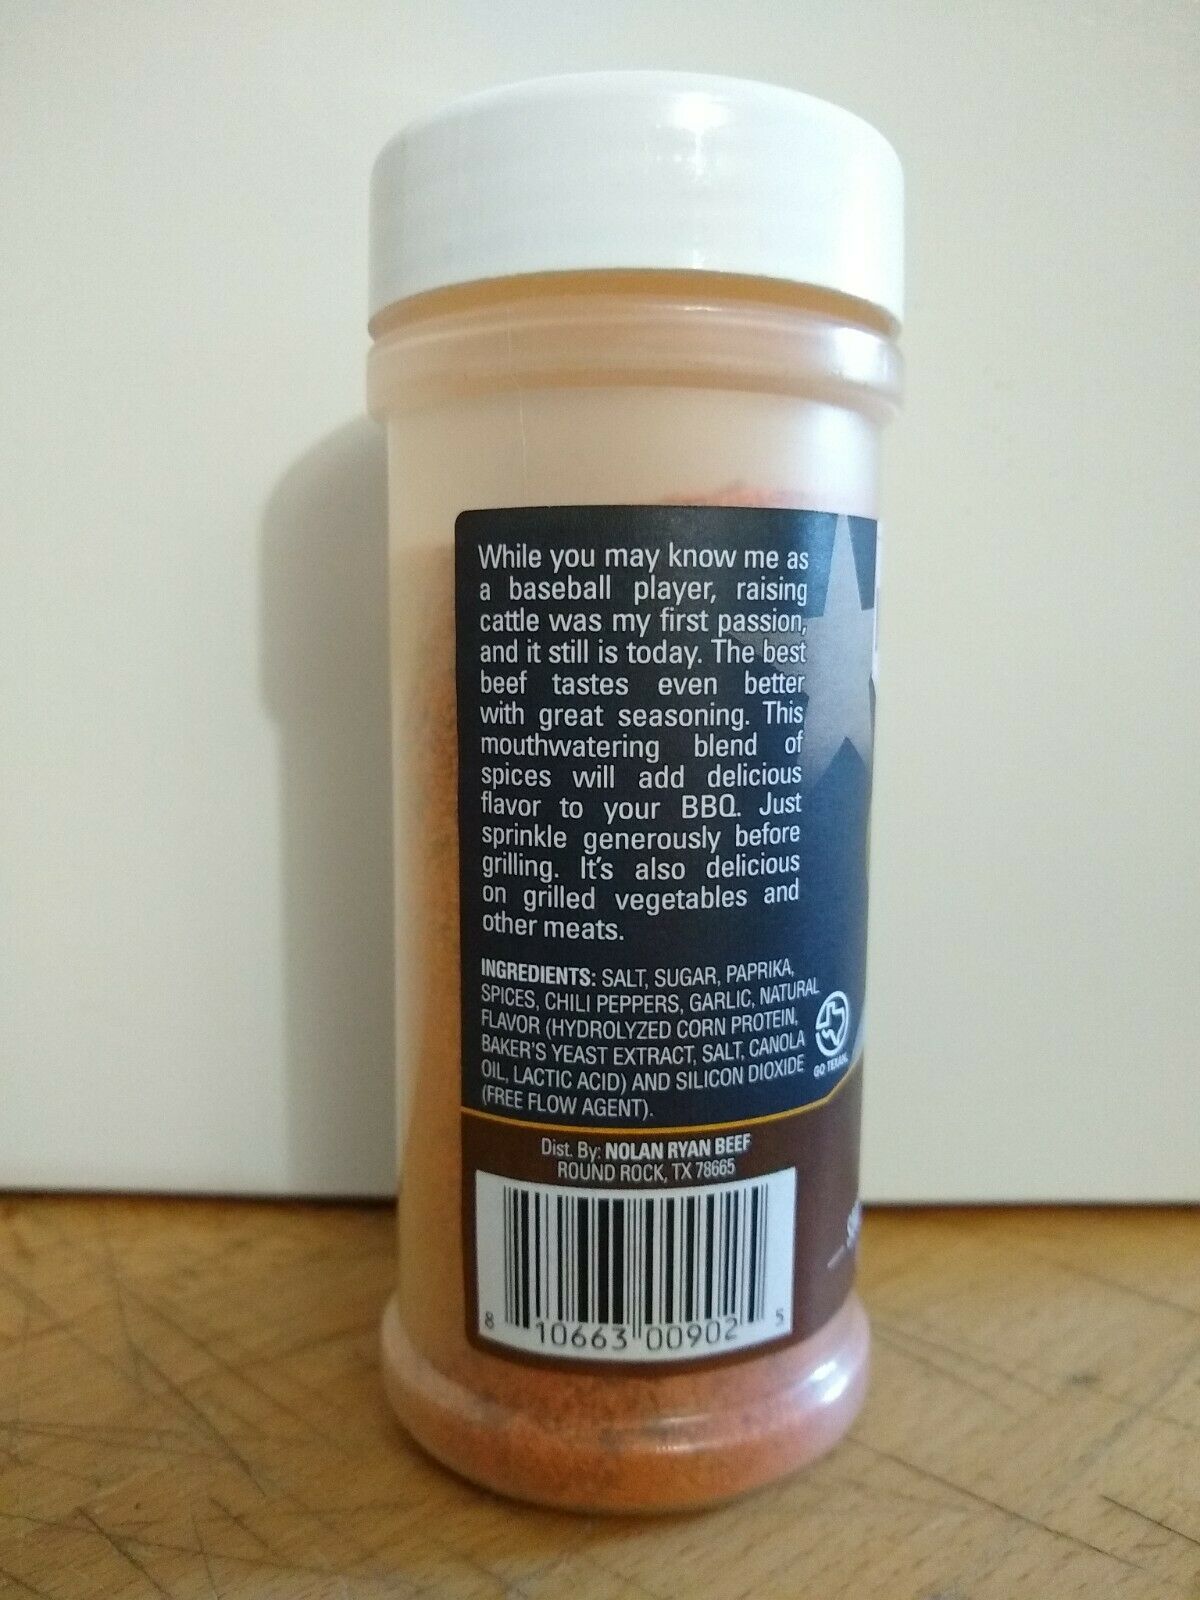 While you may know me as
a baseball player, raising
cattle was my first passion,
and it still is today. The best
beef tastes even better
with great seasoning. This
mouthwatering blend of
spices will add delicious
flavor to your BBQ. Just
sprinkle generously before
grilling. It's also delicious
on grilled vegetables and
other meats.
INGREDIENTS: SALT, SUGAR, PAPRIKA,
SPICES, CHILI PEPPERS, GARLIC, NATURAL
FLAVOR (HYDROLYZED CORN PROTEIN,
BAKER'S YEAST EXTRACT, SALT, CANOLA
OIL, LACTIC ACID) AND SILICON DIOXIDE
(FREE FLOW AGENT).
GO TEXAN.
Dist. By: NOLAN RYAN BEEF
ROUND ROCK, TX 78665
8 10663 00902 5